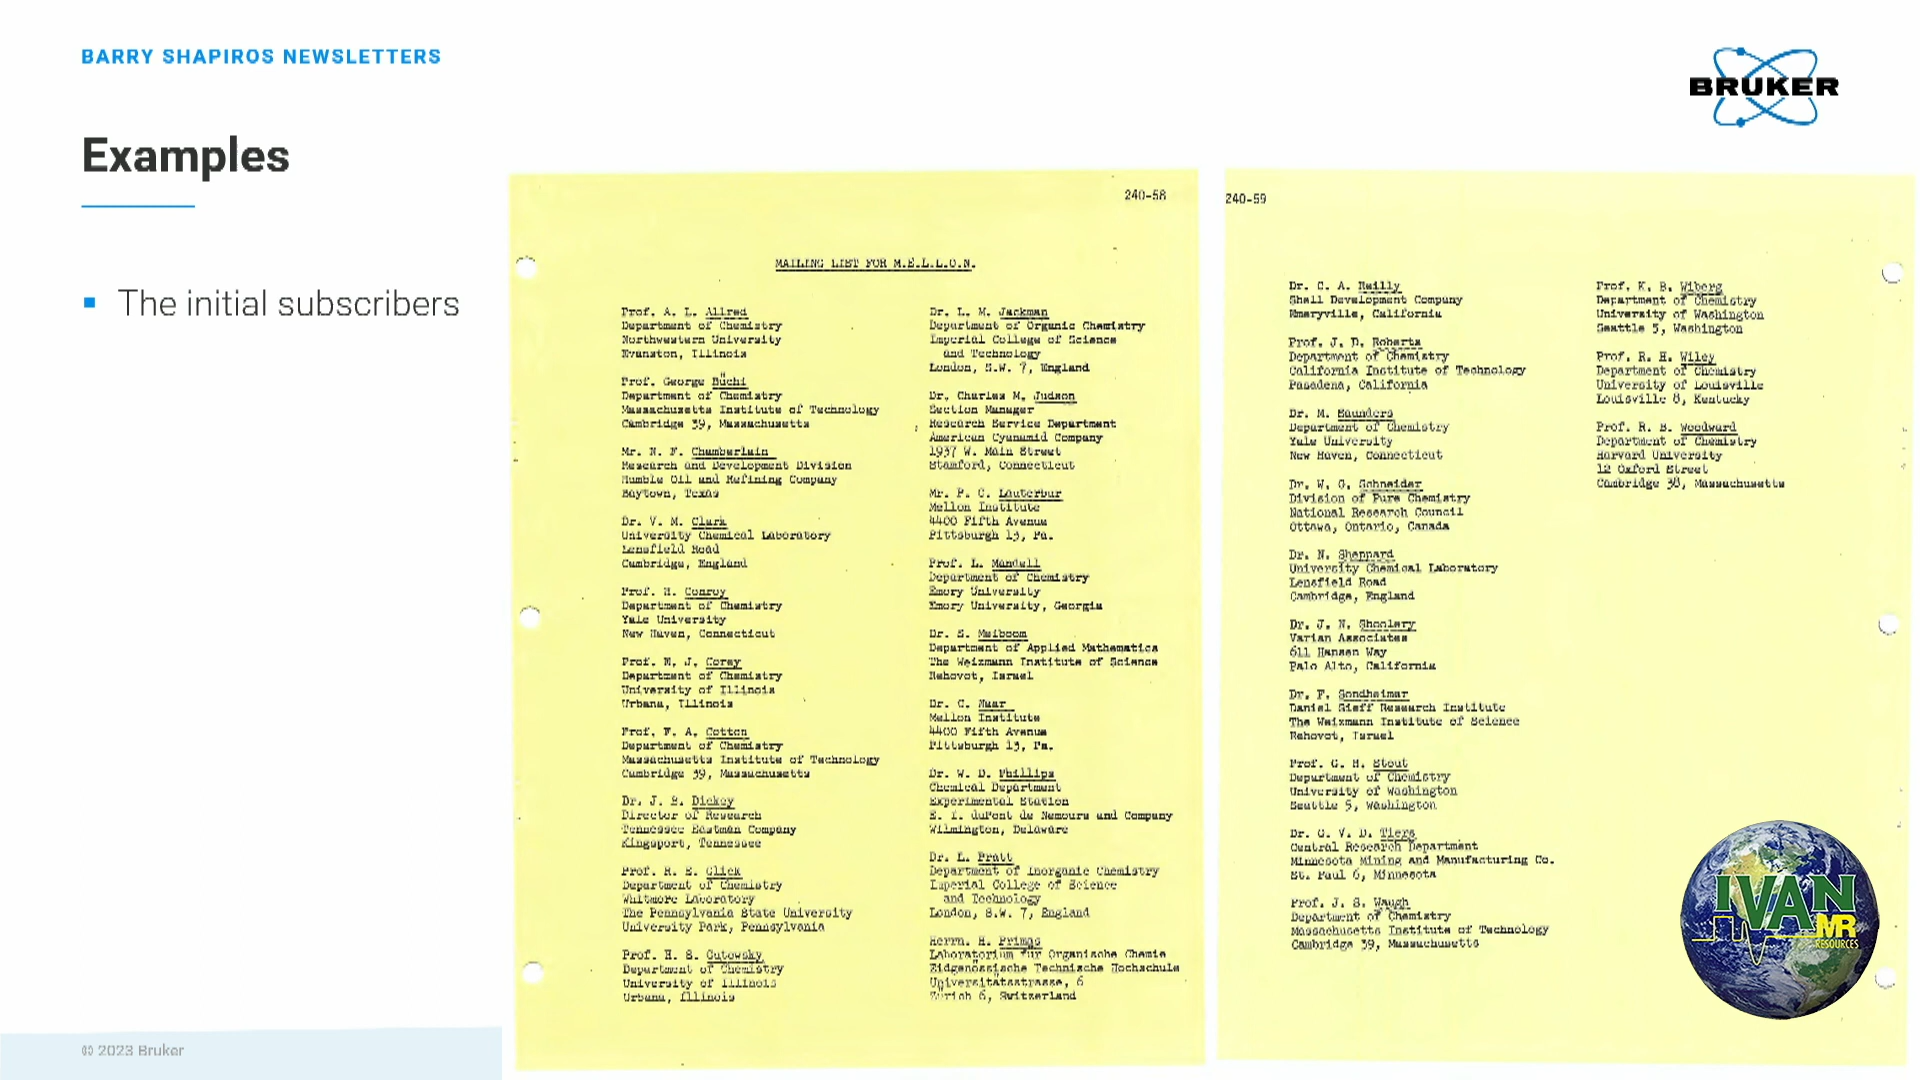 BARRY SHAPIROS NEWSLETTERS
BRUKER
Examples
The initial subscribers
240-58
MAILING LIST FOR M.E.L.L.O.N.
Prof. A. L. Allred
Department of Chemistry
Northwestern University
Evanston, Illinois
Prof. George Büchi
Department of Chemistry
Massachusetts Institute of Technology
Cambridge 39, Massachusetts
Mr. N. F. Chamberlain
Research and Development Division
Humble Oil and Refining Company
Baytown, Texas
Dr. V. M. Clark
University Chemical Laboratory
Lensfield Road
Cambridge, England
Prof. H. Conroy
Department of Chemistry
Yale University
New Haven, Connecticut
Prof. E. J. Corey
Department of Chemistry
University of Illinois
Urbana, Illinois
Prof. F. A. Cotton
Department of Chemistry
Massachusetts Institute of Technology
Cambridge 39, Massachusetts
Dr. J. B. Dickey
Director of Research
Tennessee Eastman Company
Kingsport, Tennessee
Prof. R. E. Glick
Department of Chemistry
Whitmore Laboratory
The Pennsylvania State University
University Park, Pennsylvania
Prof. H. S. Gutowsky
Department of Chemistry
University of Illinois
Urbana, Illinois
Dr. L. M. Jackman
Department of Organic Chemistry
Imperial College of Science
and Technology
London, S.W. 7, England
Dr. Charles M. Judson
Section Manager
Research Service Department
American Cyanamid Company
1937 W. Main Street
Stamford, Connecticut
Mr. P. C. Lauterbur
Mellon Institute
4400 Fifth Avenue
Pittsburgh 13, Pa.
Prof. L. Mandell
Department of Chemistry
Emory University
Emory University, Georgia
Dr. S. Meiboom
Department of Applied Mathematics
The Weizmann Institute of Science
Rehovot, Israel
Dr. C. Naar
Mellon Institute
4400 Fifth Avenue
Pittsburgh 13, Pa.
Dr. W. D. Phillips
Chemical Department
Experimental Station
E. I. duPont de Nemours and Company
Wilmington, Delaware
Dr. L. Pratt
Department of Inorganic Chemistry
Imperial College of Science
and Technology
London, S.W. 7, England
Herrn. H. Primas
Laboratorium für Organische Chemie
Eidgenössische Technische Hochschule
Universitätsstrasse, 6
Zürich 6, Switzerland
240-59
Dr. C. A. Reilly
Shell Development Company
Emeryville, California
Prof. J. D. Roberts
Department of Chemistry
California Institute of Technology
Pasadena, California
Dr. M. Saunders
Department of Chemistry
Yale University
New Haven, Connecticut
Dr. W. G. Schneider
Division of Pure Chemistry
National Research Council
Ottawa, Ontario, Canada
Dr. N. Sheppard
University Chemical Laboratory
Lensfield Road
Cambridge, England
Dr. J. N. Shoolery
Varian Associates
611 Hansen Way
Palo Alto, California
Dr. F. Sondheimer
Daniel Sieff Research Institute
The Weizmann Institute of Science
Rehovot, Israel
Prof. G. H. Stout
Department of Chemistry
University of Washington
Seattle 5, Washington
Dr. G. V. D. Tiers
Central Research Department
Minnesota Mining and Manufacturing Co.
St. Paul 6, Minnesota
Prof. J. S. Waugh
Department of Chemistry
Massachusetts Institute of Technology
Cambridge 39, Massachusetts
Prof. K. B. Wiberg
Department of Chemistry
University of Washington
Seattle 5, Washington
Prof. R. H. Wiley
Department of Chemistry
University of Louisville
Louisville 8, Kentucky
Prof. R. B. Woodward
Department of Chemistry
Harvard University
12 Oxford Street
Cambridge 38, Massachusetts
IVAN
MR
RESOURCES
© 2023 Bruker